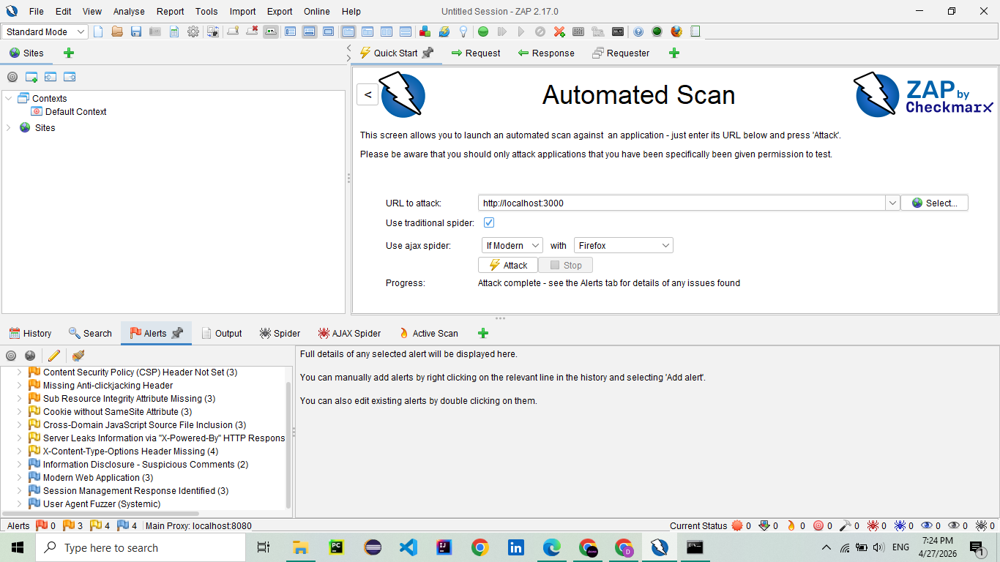 File Edit View Analyse Report Tools Import Export Online Help Untitled Session - ZAP 2.17.0
Standard Mode
Sites
Quick Start Request Response Requester
Contexts
Default Context
Sites
<
Automated Scan
ZAP by
Checkmarx
This screen allows you to launch an automated scan against an application - just enter its URL below and press 'Attack'.
Please be aware that you should only attack applications that you have been specifically been given permission to test.
URL to attack: http://localhost:3000 Select...
Use traditional spider:
Use ajax spider: If Modern with Firefox
Attack Stop
Progress: Attack complete - see the Alerts tab for details of any issues found
History Search Alerts Output Spider AJAX Spider Active Scan
Content Security Policy (CSP) Header Not Set (3)
Missing Anti-clickjacking Header
Sub Resource Integrity Attribute Missing (3)
Cookie without SameSite Attribute (3)
Cross-Domain JavaScript Source File Inclusion (3)
Server Leaks Information via "X-Powered-By" HTTP Respons
X-Content-Type-Options Header Missing (4)
Information Disclosure - Suspicious Comments (2)
Modern Web Application (3)
Session Management Response Identified (3)
User Agent Fuzzer (Systemic)
Full details of any selected alert will be displayed here.
You can manually add alerts by right clicking on the relevant line in the history and selecting 'Add alert'.
You can also edit existing alerts by double clicking on them.
Alerts 0 3 4 4 Main Proxy: localhost:8080 Current Status 0 0 0 0 0 0 0 0 0 0
Type here to search
ENG
7:24 PM
4/27/2026
1